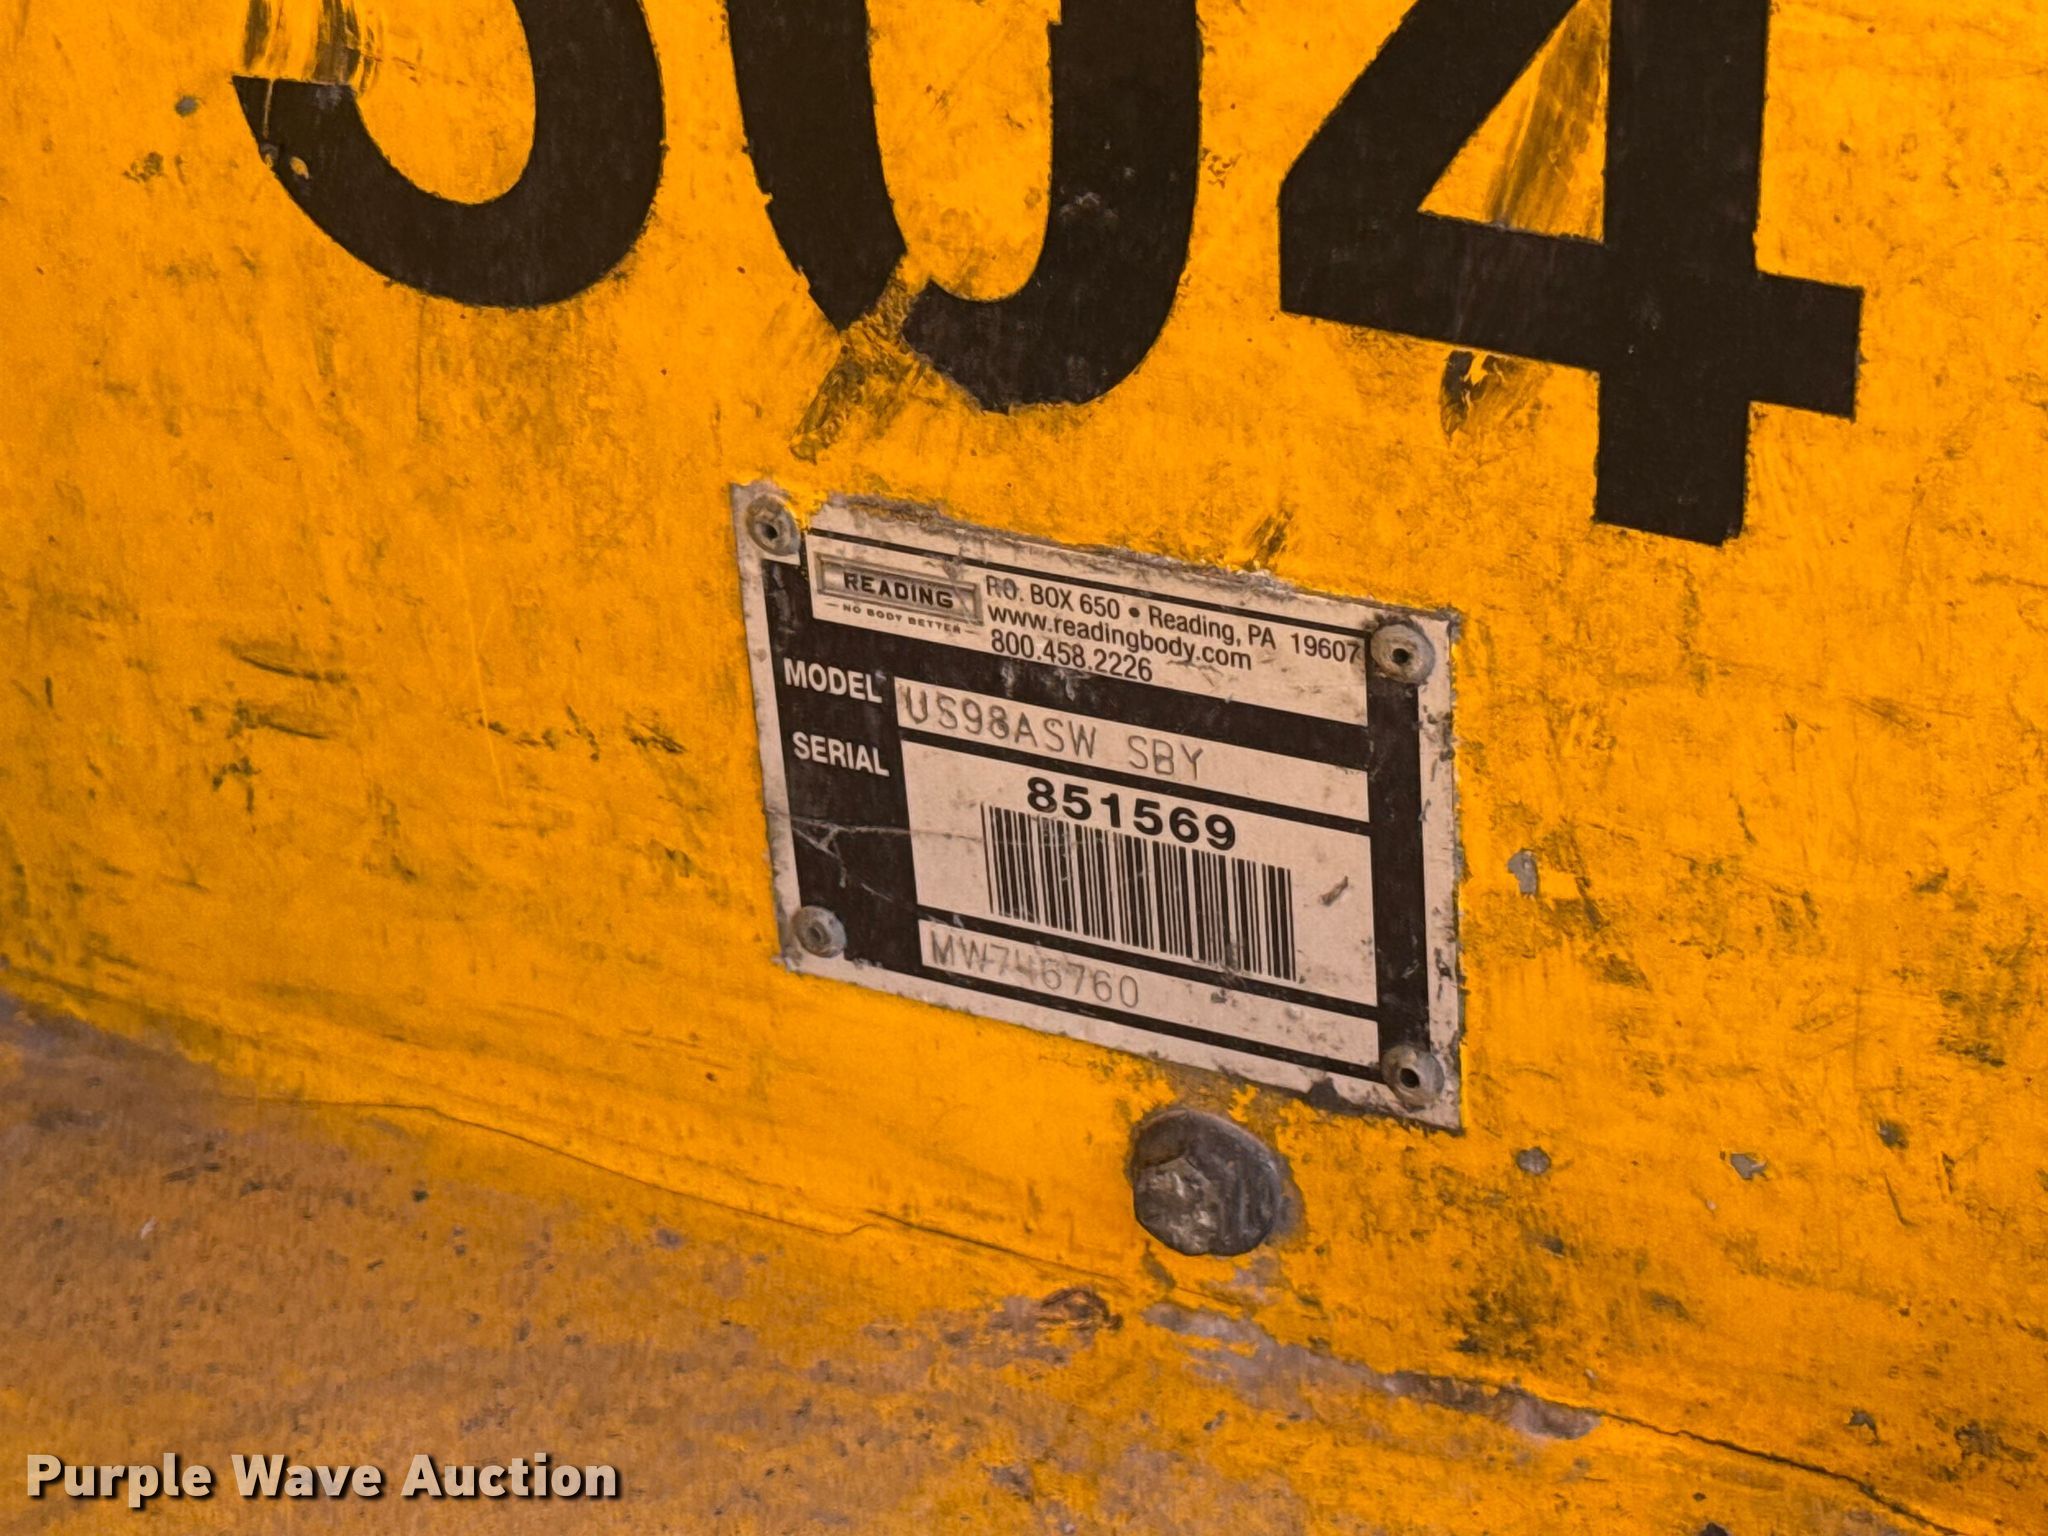 304
READING
NO BODY BETTER
P.O. BOX 650 • Reading, PA 19607
www.readingbody.com
800.458.2226
MODEL US98ASW SBY
SERIAL 851569
MW746760
Purple Wave Auction